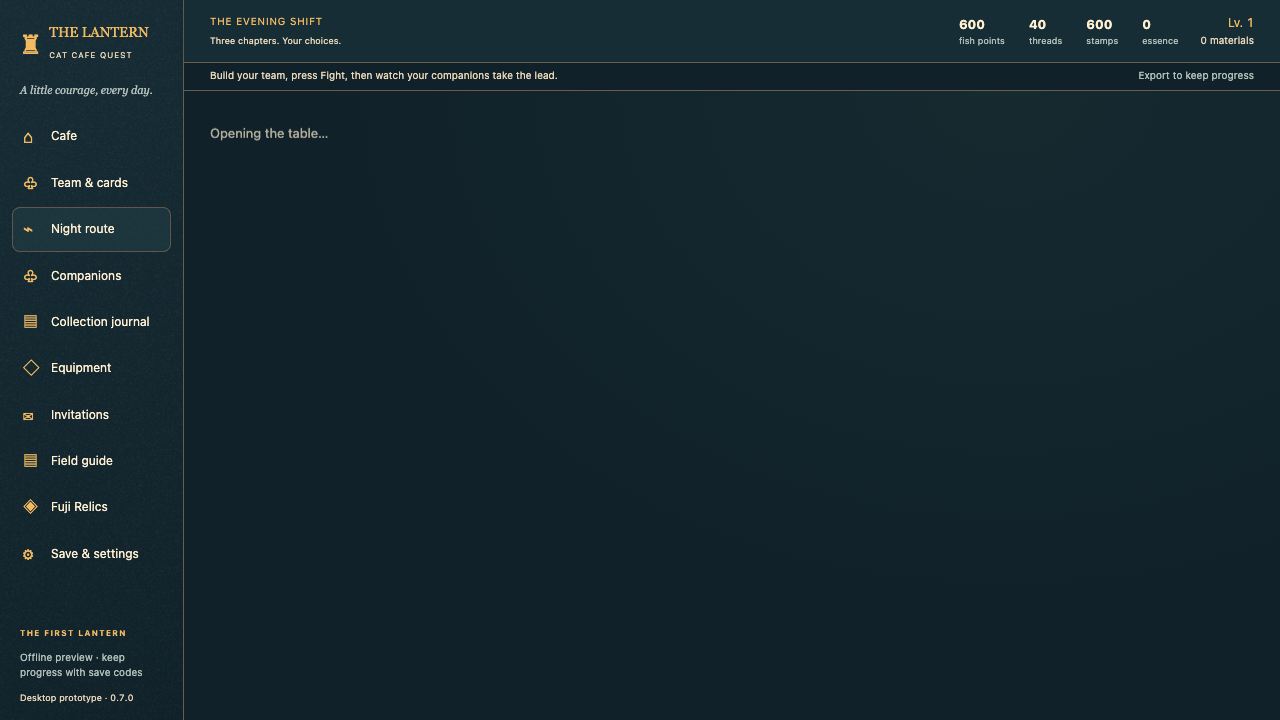 THE LANTERN
CAT CAFE QUEST
A little courage, every day.
Cafe
Team & cards
Night route
Companions
Collection journal
Equipment
Invitations
Field guide
Fuji Relics
Save & settings
THE FIRST LANTERN
Offline preview · keep
progress with save codes
Desktop prototype · 0.7.0
THE EVENING SHIFT
Three chapters. Your choices.
600 40 600 0 Lv. 1
fish points threads stamps essence 0 materials
Build your team, press Fight, then watch your companions take the lead.
Export to keep progress
Opening the table...